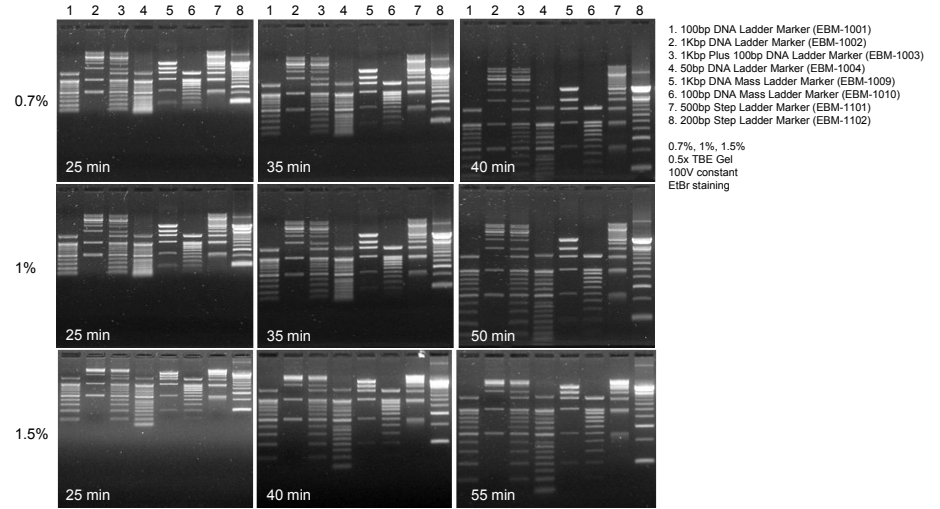 1 2 3 4 5 6 7 8
1 2 3 4 5 6 7 8
1 2 3 4 5 6 7 8
1. 100bp DNA Ladder Marker (EBM-1001)
2. 1Kbp DNA Ladder Marker (EBM-1002)
3. 1Kbp Plus 100bp DNA Ladder Marker (EBM-1003)
4. 50bp DNA Ladder Marker (EBM-1004)
5. 1Kbp DNA Mass Ladder Marker (EBM-1009)
6. 100bp DNA Mass Ladder Marker (EBM-1010)
7. 500bp Step Ladder Marker (EBM-1101)
8. 200bp Step Ladder Marker (EBM-1102)
0.7%, 1%, 1.5%
0.5x TBE Gel
100V constant
EtBr staining
0.7%
25 min
35 min
40 min
1%
25 min
35 min
50 min
1.5%
25 min
40 min
55 min